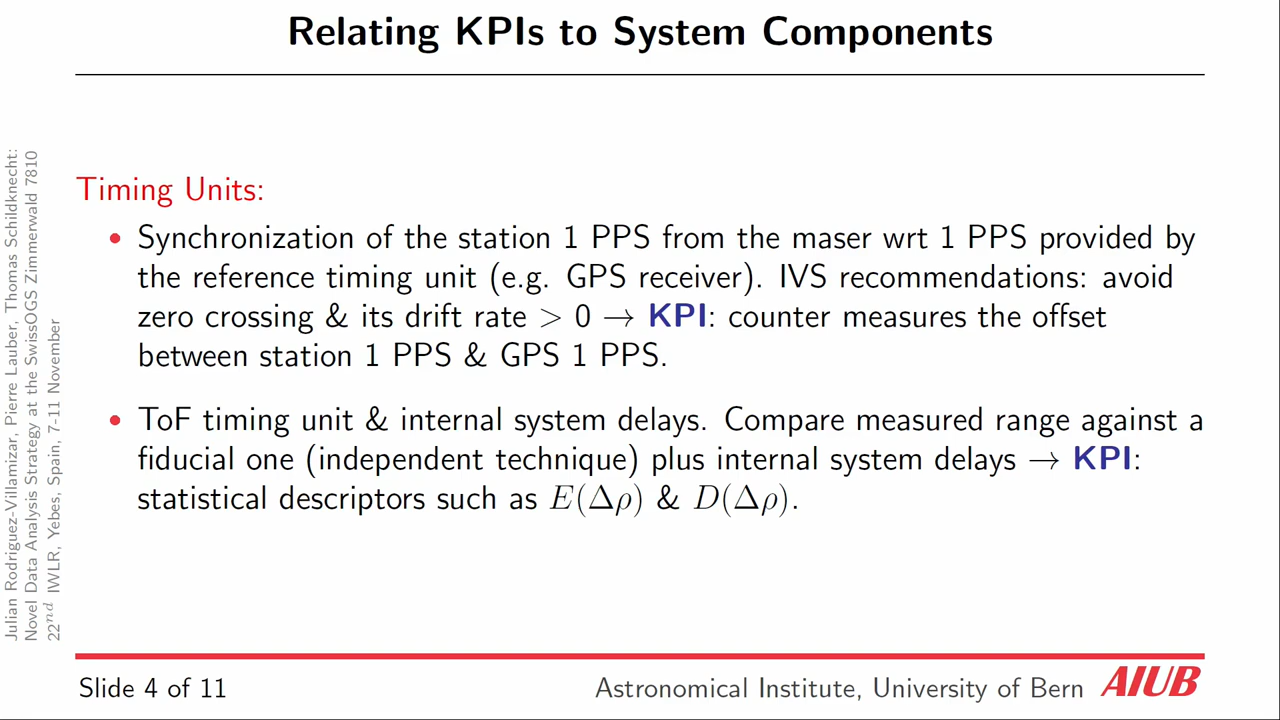 Relating KPIs to System Components
Julian Rodriguez-Villamizar, Pierre Lauber, Thomas Schildknecht:
Novel Data Analysis Strategy at the SwissOGS Zimmerwald 7810
22nd IWLR, Yebes, Spain, 7-11 November
Timing Units:
• Synchronization of the station 1 PPS from the maser wrt 1 PPS provided by
the reference timing unit (e.g. GPS receiver). IVS recommendations: avoid
zero crossing & its drift rate > 0 → KPI: counter measures the offset
between station 1 PPS & GPS 1 PPS.
• ToF timing unit & internal system delays. Compare measured range against a
fiducial one (independent technique) plus internal system delays → KPI:
statistical descriptors such as E(Δρ) & D(Δρ).
Slide 4 of 11
Astronomical Institute, University of Bern AIUB